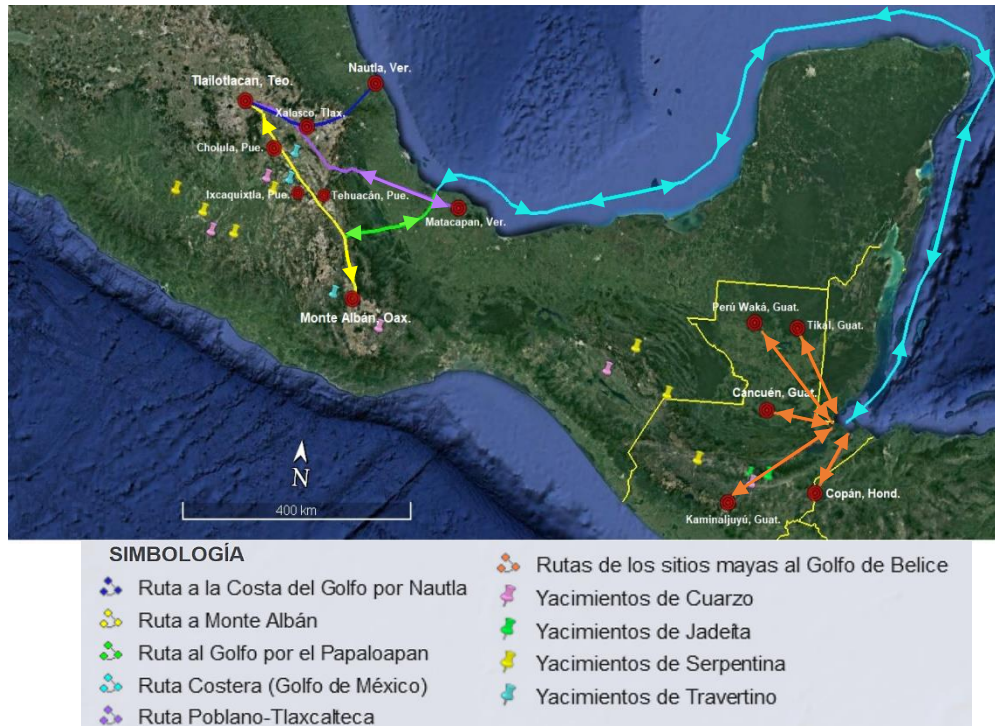 Nautla, Ver.
Tlailotlacan, Teo.
Xalasco, Tlax.
Cholula, Pue.
Ixcaquixtla, Pue.
Tehuacán, Pue.
Matacapan, Ver.
Monte Albán, Oax.
Perú Waká, Guat.
Tikal, Guat.
Cancuén, Guat.
Copán, Hond.
Kaminaljuyú, Guat.
N
400 km
SIMBOLOGÍA
Ruta a la Costa del Golfo por Nautla
Ruta a Monte Albán
Ruta al Golfo por el Papaloapan
Ruta Costera (Golfo de México)
Ruta Poblano-Tlaxcalteca
Rutas de los sitios mayas al Golfo de Belice
Yacimientos de Cuarzo
Yacimientos de Jadeíta
Yacimientos de Serpentina
Yacimientos de Travertino